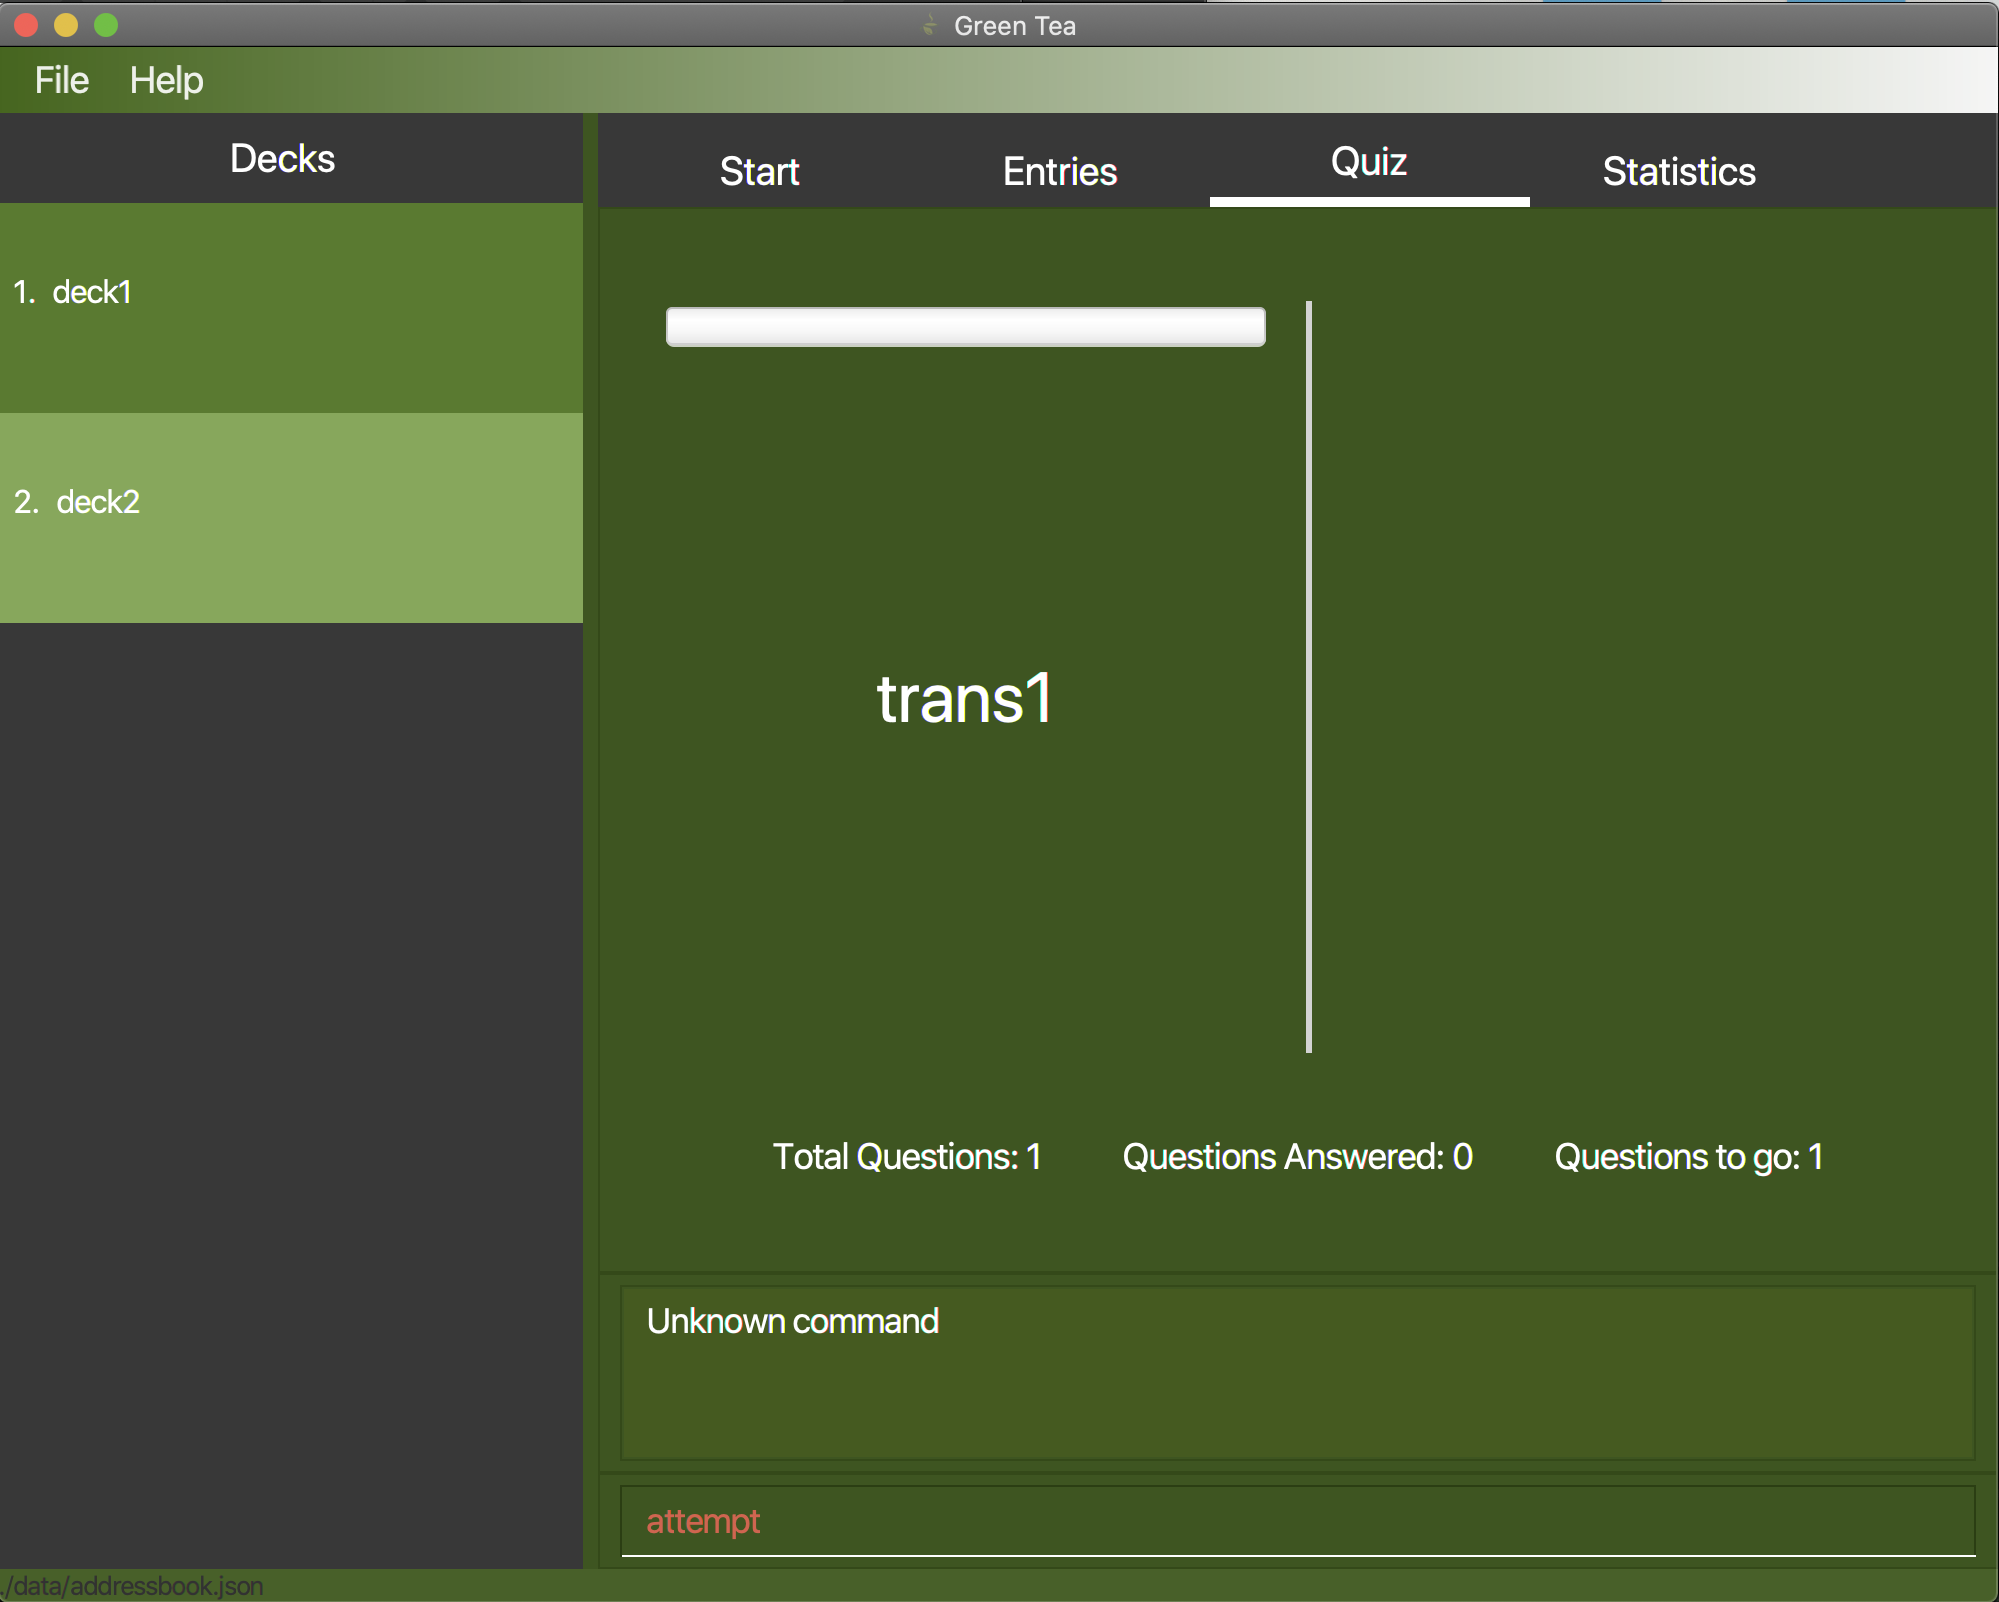 Green Tea
File Help
Decks
Start Entries Quiz Statistics
1. deck1
2. deck2
trans1
Total Questions: 1 Questions Answered: 0 Questions to go: 1
Unknown command
attempt
./data/addressbook.json